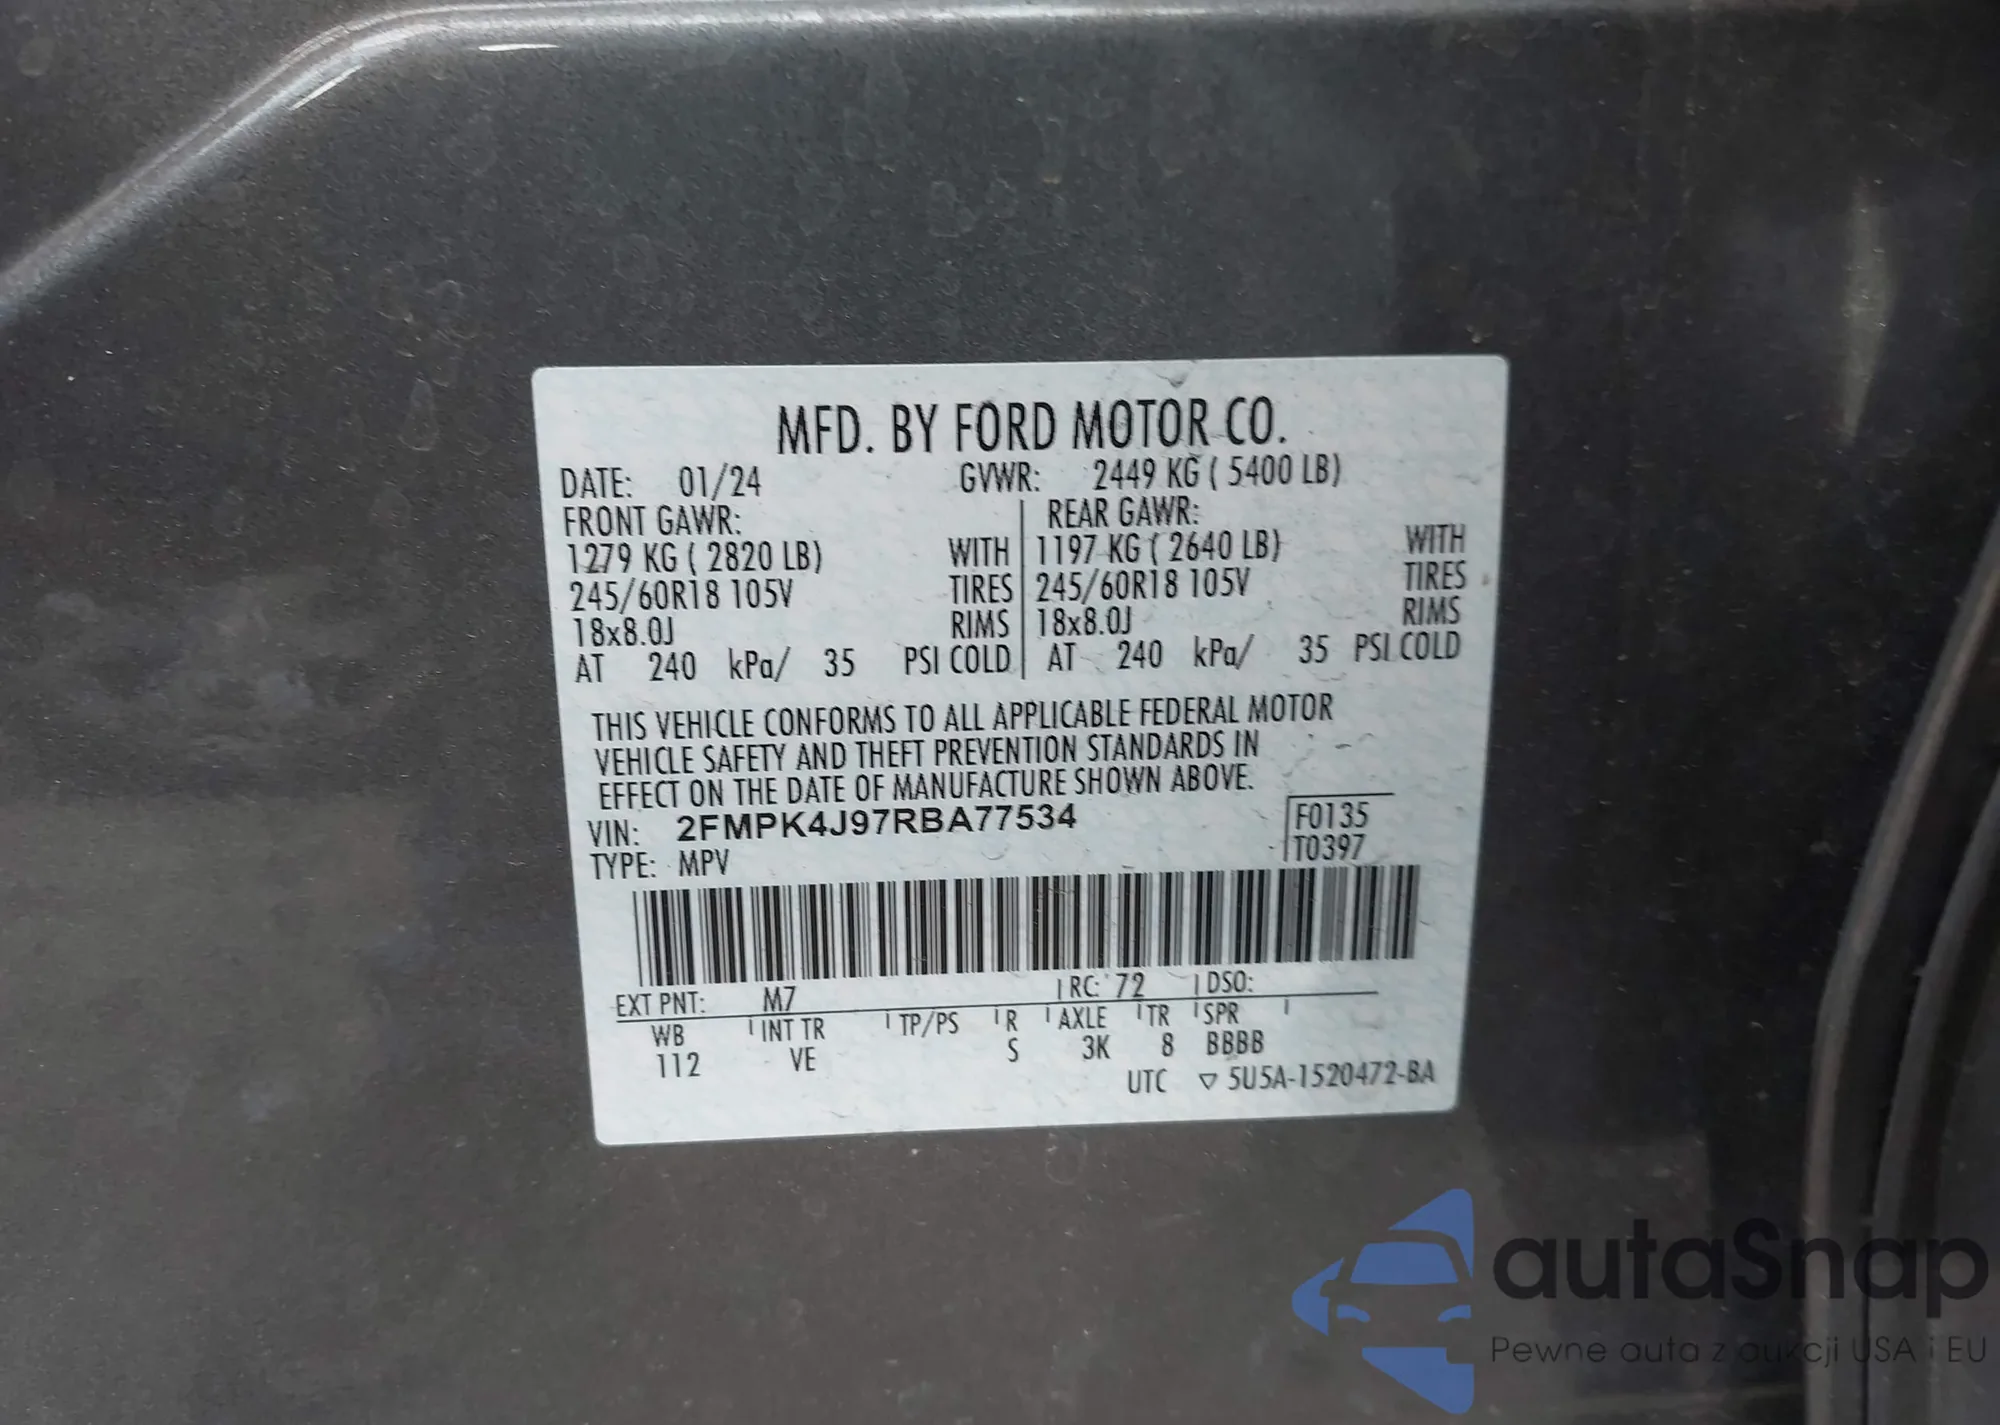 MFD. BY FORD MOTOR CO.
DATE: 01/24 GVWR: 2449 KG ( 5400 LB)
FRONT GAWR: REAR GAWR:
1279 KG ( 2820 LB) WITH 1197 KG ( 2640 LB) WITH
245/60R18 105V TIRES 245/60R18 105V TIRES
18x8.0J RIMS 18x8.0J RIMS
AT 240 kPa/ 35 PSI COLD AT 240 kPa/ 35 PSI COLD
THIS VEHICLE CONFORMS TO ALL APPLICABLE FEDERAL MOTOR
VEHICLE SAFETY AND THEFT PREVENTION STANDARDS IN
EFFECT ON THE DATE OF MANUFACTURE SHOWN ABOVE.
VIN: 2FMPK4J97RBA77534 F0135
TYPE: MPV T0397
EXT PNT: M7 RC: 72 DSO:
WB INT TR TP/PS R AXLE TR SPR
112 VE S 3K 8 BBBB
UTC ▽ 5U5A-1520472-BA
autaSnap
Pewne auta z aukcji USA i EU